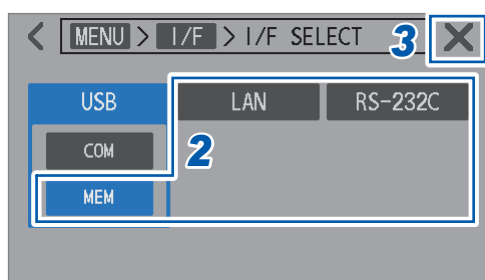 < MENU > I/F > I/F SELECT 3 X
USB LAN RS-232C
COM 2
MEM